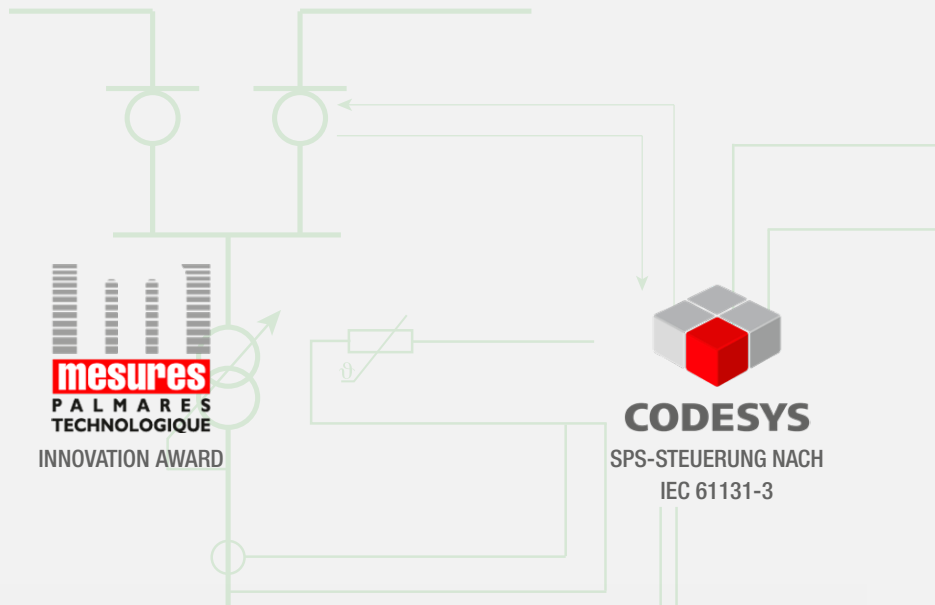 mesures
PALMARES
TECHNOLOGIQUE
INNOVATION AWARD
ϑ
CODESYS
SPS-STEUERUNG NACH
IEC 61131-3